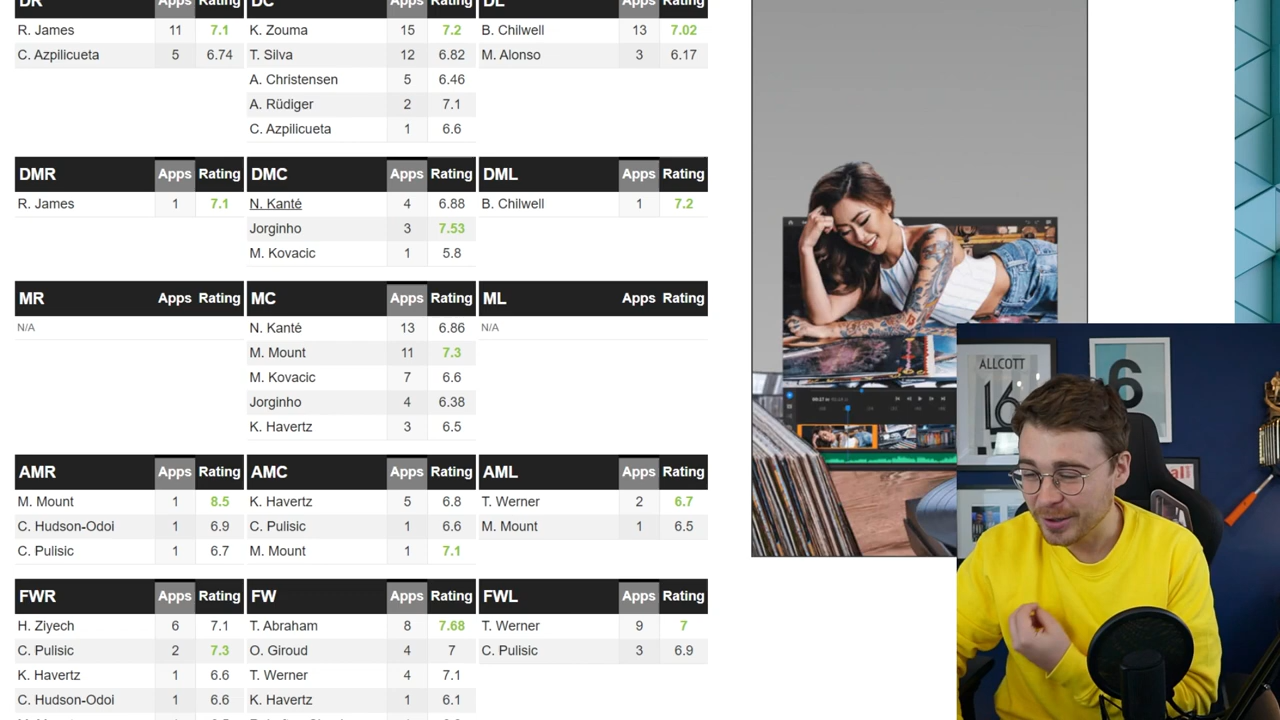 DR Apps Rating
R. James 11 7.1
C. Azpilicueta 5 6.74
DC Apps Rating
K. Zouma 15 7.2
T. Silva 12 6.82
A. Christensen 5 6.46
A. Rüdiger 2 7.1
C. Azpilicueta 1 6.6
DL Apps Rating
B. Chilwell 13 7.02
M. Alonso 3 6.17
DMR Apps Rating
R. James 1 7.1
DMC Apps Rating
N. Kanté 4 6.88
Jorginho 3 7.53
M. Kovacic 1 5.8
DML Apps Rating
B. Chilwell 1 7.2
MR Apps Rating
N/A
MC Apps Rating
N. Kanté 13 6.86
M. Mount 11 7.3
M. Kovacic 7 6.6
Jorginho 4 6.38
K. Havertz 3 6.5
ML Apps Rating
N/A
AMR Apps Rating
M. Mount 1 8.5
C. Hudson-Odoi 1 6.9
C. Pulisic 1 6.7
AMC Apps Rating
K. Havertz 5 6.8
C. Pulisic 1 6.6
M. Mount 1 7.1
AML Apps Rating
T. Werner 2 6.7
M. Mount 1 6.5
FWR Apps Rating
H. Ziyech 6 7.1
C. Pulisic 2 7.3
K. Havertz 1 6.6
C. Hudson-Odoi 1 6.6
FW Apps Rating
T. Abraham 8 7.68
O. Giroud 4 7
T. Werner 4 7.1
K. Havertz 1 6.1
FWL Apps Rating
T. Werner 9 7
C. Pulisic 3 6.9
ALLCOTT
16
6